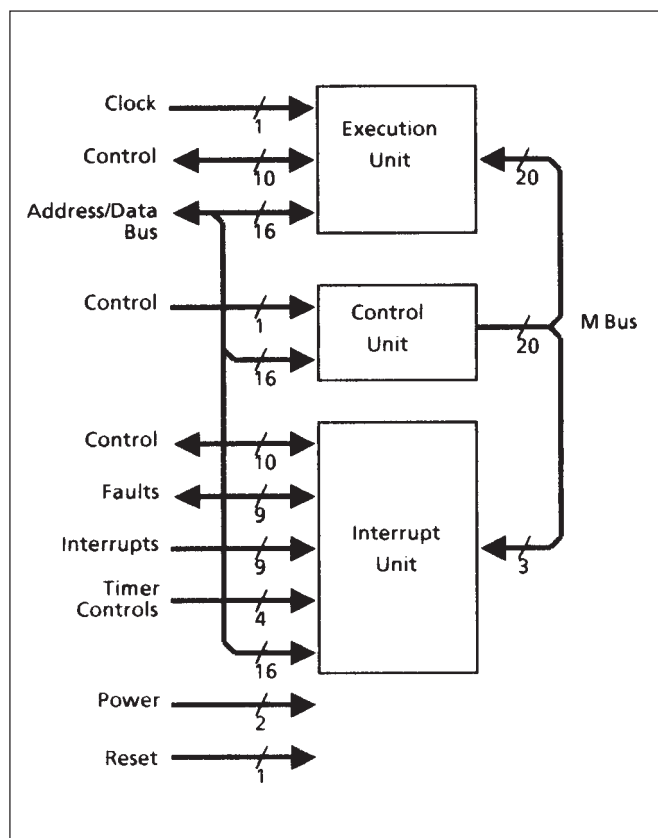 Clock
1
Execution
Unit
Control
10
20
Address/Data
Bus
16
Control
1
Control
Unit
20
M Bus
16
Control
10
Faults
9
Interrupts
9
Interrupt
Unit
3
Timer
Controls
4
16
Power
2
Reset
1